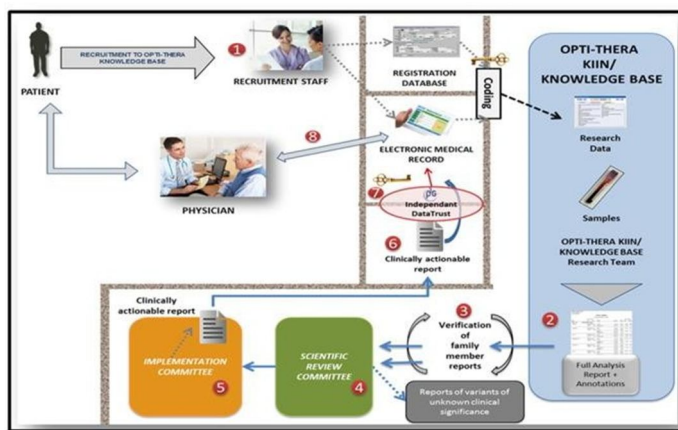 RECRUITMENT TO OPTI-THERA
KNOWLEDGE BASE
PATIENT
1
RECRUITMENT STAFF
REGISTRATION
DATABASE
Coding
OPTI-THERA
KIIN/
KNOWLEDGE BASE
Research
Data
8
ELECTRONIC MEDICAL
RECORD
PHYSICIAN
7
Independant
DataTrust
Samples
6
Clinically actionable
report
OPTI-THERA KIIN/
KNOWLEDGE BASE
Research Team
Clinically
actionable report
IMPLEMENTATION
COMMITTEE
5
SCIENTIFIC
REVIEW
COMMITTEE
4
3
Verification
of
family
member
reports
2
Full Analysis
Report +
Annotations
Reports of variants of
unknown clinical
significance